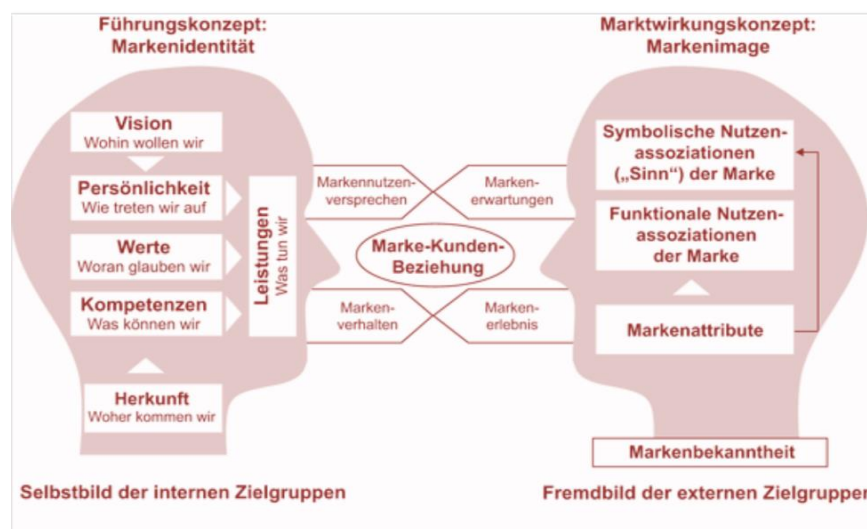 Führungskonzept:
Markenidentität
Vision
Wohin wollen wir
Persönlichkeit
Wie treten wir auf
Werte
Woran glauben wir
Kompetenzen
Was können wir
Herkunft
Woher kommen wir
Leistungen
Was tun wir
Selbstbild der internen Zielgruppen
Markennutzen-
versprechen
Marken-
erwartungen
Marke-Kunden-
Beziehung
Marken-
verhalten
Marken-
erlebnis
Marktwirkungskonzept:
Markenimage
Symbolische Nutzen-
assoziationen
(„Sinn“) der Marke
Funktionale Nutzen-
assoziationen
der Marke
Markenattribute
Markenbekanntheit
Fremdbild der externen Zielgruppen